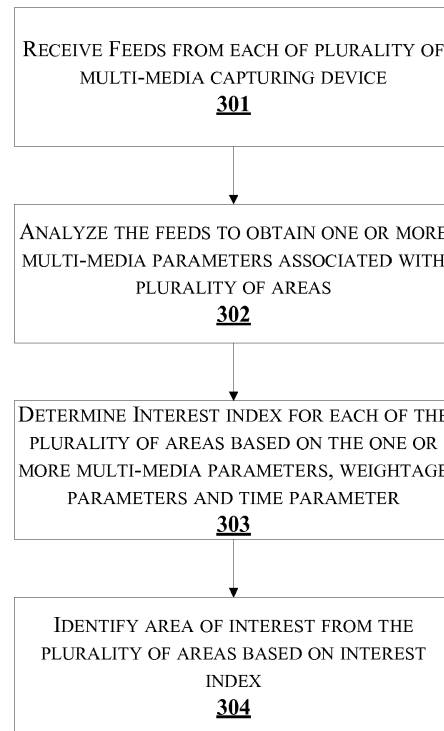 RECEIVE FEEDS FROM EACH OF PLURALITY OF
MULTI-MEDIA CAPTURING DEVICE
301
ANALYZE THE FEEDS TO OBTAIN ONE OR MORE
MULTI-MEDIA PARAMETERS ASSOCIATED WITH
PLURALITY OF AREAS
302
DETERMINE INTEREST INDEX FOR EACH OF THE
PLURALITY OF AREAS BASED ON THE ONE OR
MORE MULTI-MEDIA PARAMETERS, WEIGHTAGE
PARAMETERS AND TIME PARAMETER
303
IDENTIFY AREA OF INTEREST FROM THE
PLURALITY OF AREAS BASED ON INTEREST
INDEX
304